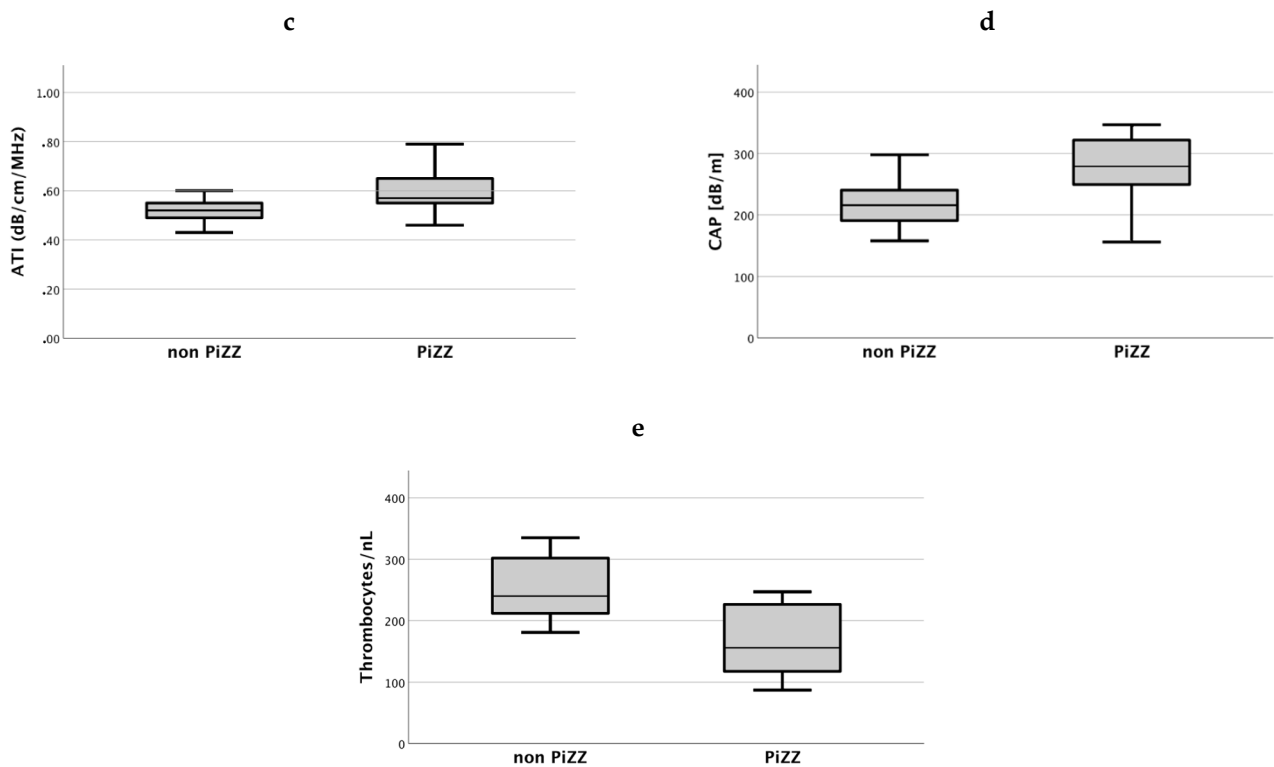 c
ATI (dB/cm/MHz)
1.00
.80
.60
.40
.20
.00
non PiZZ
PiZZ
d
CAP [dB/m]
400
300
200
100
0
non PiZZ
PiZZ
e
Thrombocytes/nL
400
300
200
100
0
non PiZZ
PiZZ